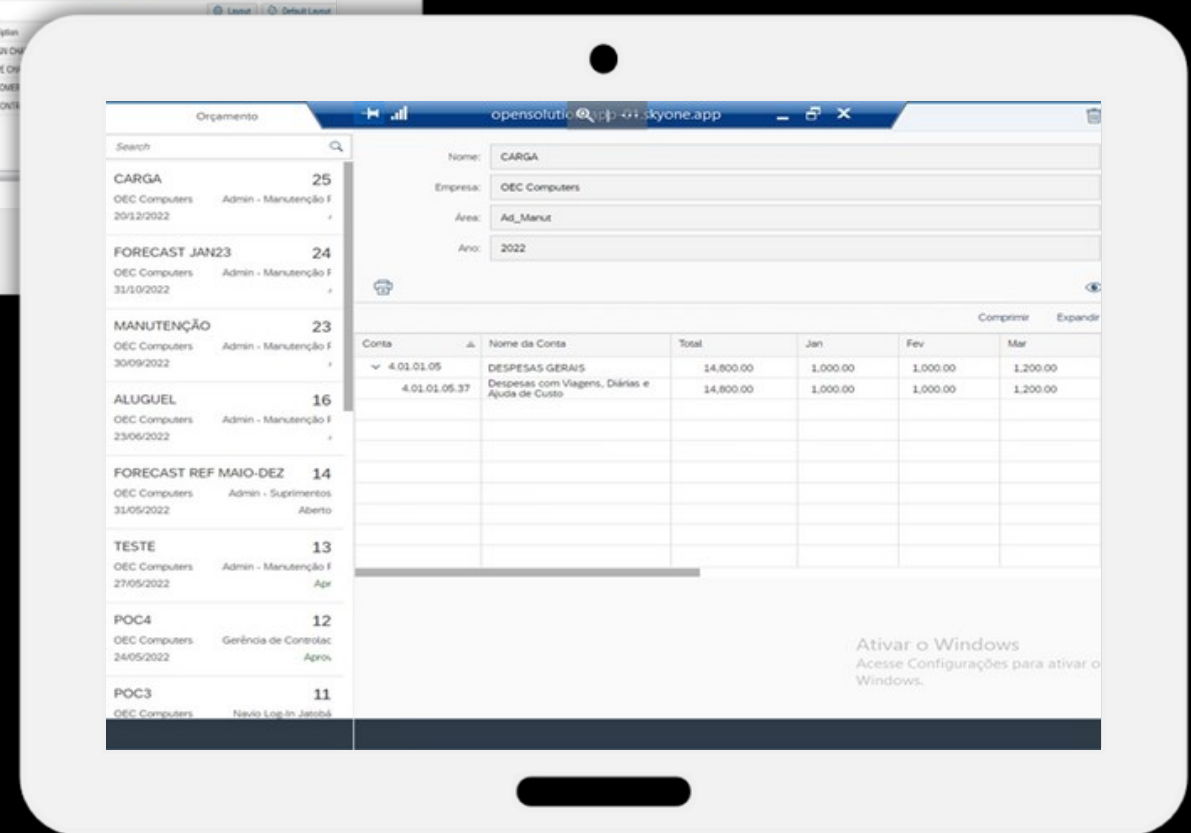 Layout Default Layout
Orçamento
opensolutio app-01.skyone.app
Search
CARGA 25
OEC Computers Admin - Manutenção F
20/12/2022
FORECAST JAN23 24
OEC Computers Admin - Manutenção F
31/10/2022
MANUTENÇÃO 23
OEC Computers Admin - Manutenção F
30/09/2022
ALUGUEL 16
OEC Computers Admin - Manutenção F
23/06/2022
FORECAST REF MAIO-DEZ 14
OEC Computers Admin - Suprimentos
31/05/2022 Aberto
TESTE 13
OEC Computers Admin - Manutenção F
27/05/2022 Apr
POC4 12
OEC Computers Gerência de Controlac
24/05/2022 Aprov
POC3 11
OEC Computers Navio Log-In Jatobá
Nome: CARGA
Empresa: OEC Computers
Área: Ad_Manut
Ano: 2022
Comprimir Expandir
Conta Nome da Conta Total Jan Fev Mar
4.01.01.05 DESPESAS GERAIS 14,800.00 1,000.00 1,000.00 1,200.00
4.01.01.05.37 Despesas com Viagens, Diárias e Ajuda de Custo 14,800.00 1,000.00 1,000.00 1,200.00
Ativar o Windows
Acesse Configurações para ativar o
Windows.